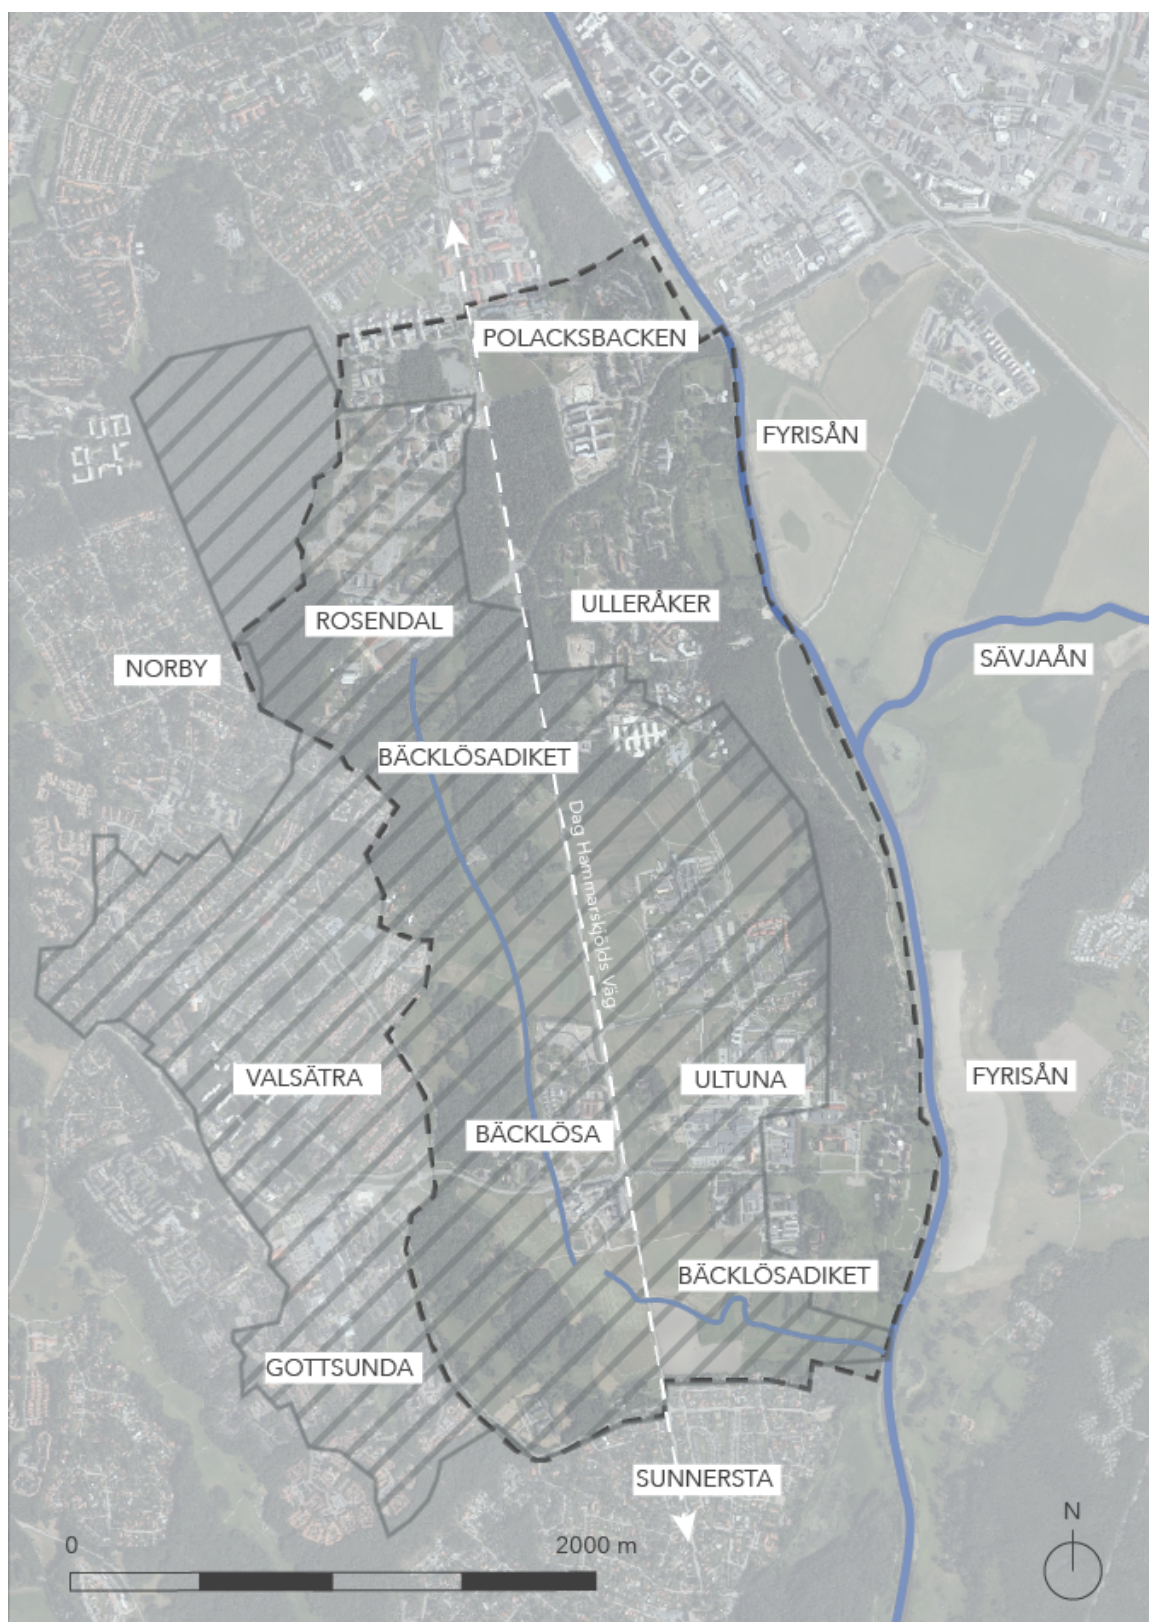 POLACKSBACKEN
FYRISÅN
ULLERÅKER
ROSENDAL
SÄVJAÅN
NORBY
BÄCKLÖSADIKET
Dag Hammarskjölds Väg
VALSÄTRA
ULTUNA
FYRISÅN
BÄCKLÖSA
BÄCKLÖSADIKET
GOTTSUNDA
SUNNERSTA
N
0
2000 m